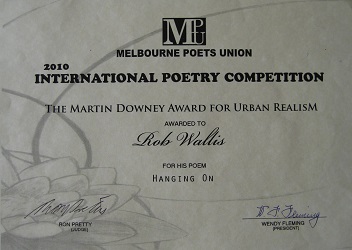 MPU
MELBOURNE POETS UNION
2010
INTERNATIONAL POETRY COMPETITION
THE MARTIN DOWNEY AWARD FOR URBAN REALISM
AWARDED TO
Rob Wallis
FOR HIS POEM
HANGING ON
RON PRETTY
(JUDGE)
WENDY FLEMING
(PRESIDENT)